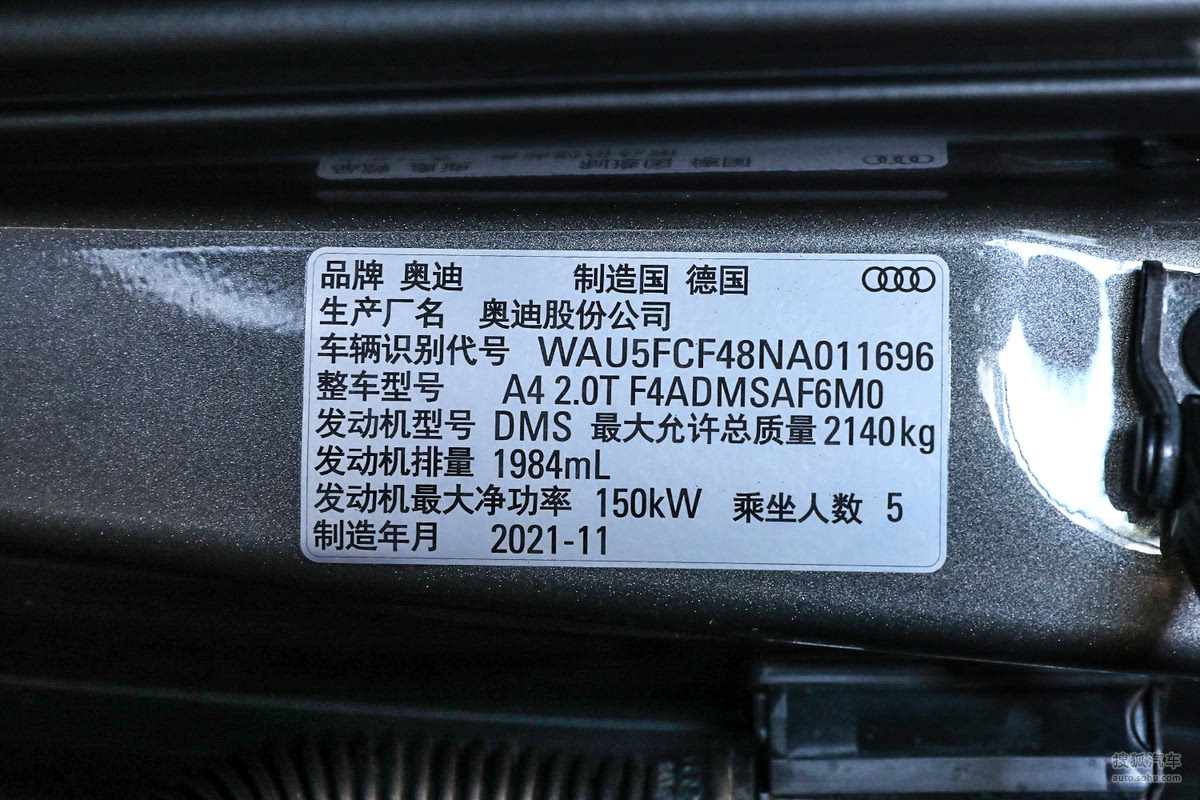 品牌 奥迪 制造国 德国
生产厂名 奥迪股份公司
车辆识别代号 WAU5FCF48NA011696
整车型号 A4 2.0T F4ADMSAF6M0
发动机型号 DMS 最大允许总质量 2140kg
发动机排量 1984mL
发动机最大净功率 150kW 乘坐人数 5
制造年月 2021-11
搜狐汽车
auto.sohu.com